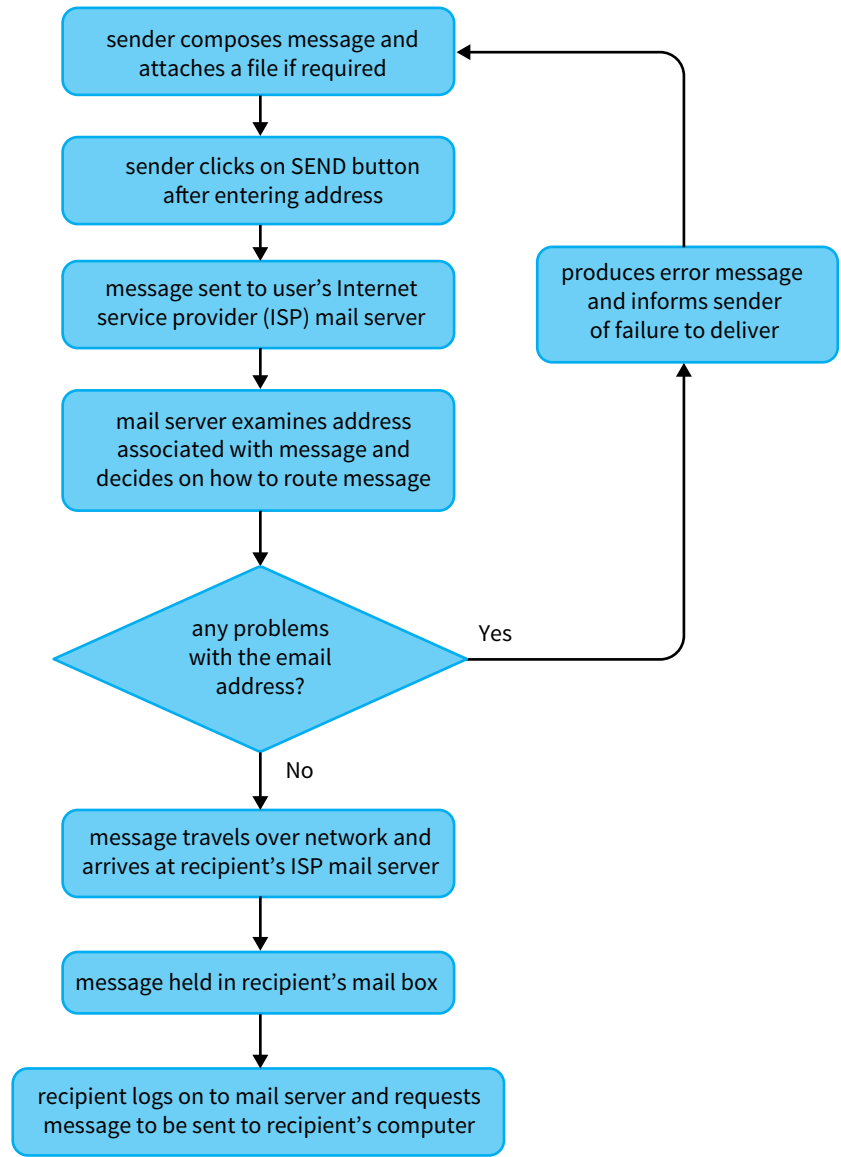 sender composes message and
attaches a file if required
sender clicks on SEND button
after entering address
message sent to user’s Internet
service provider (ISP) mail server
produces error message
and informs sender
of failure to deliver
mail server examines address
associated with message and
decides on how to route message
any problems
with the email
address?
Yes
No
message travels over network and
arrives at recipient’s ISP mail server
message held in recipient’s mail box
recipient logs on to mail server and requests
message to be sent to recipient’s computer